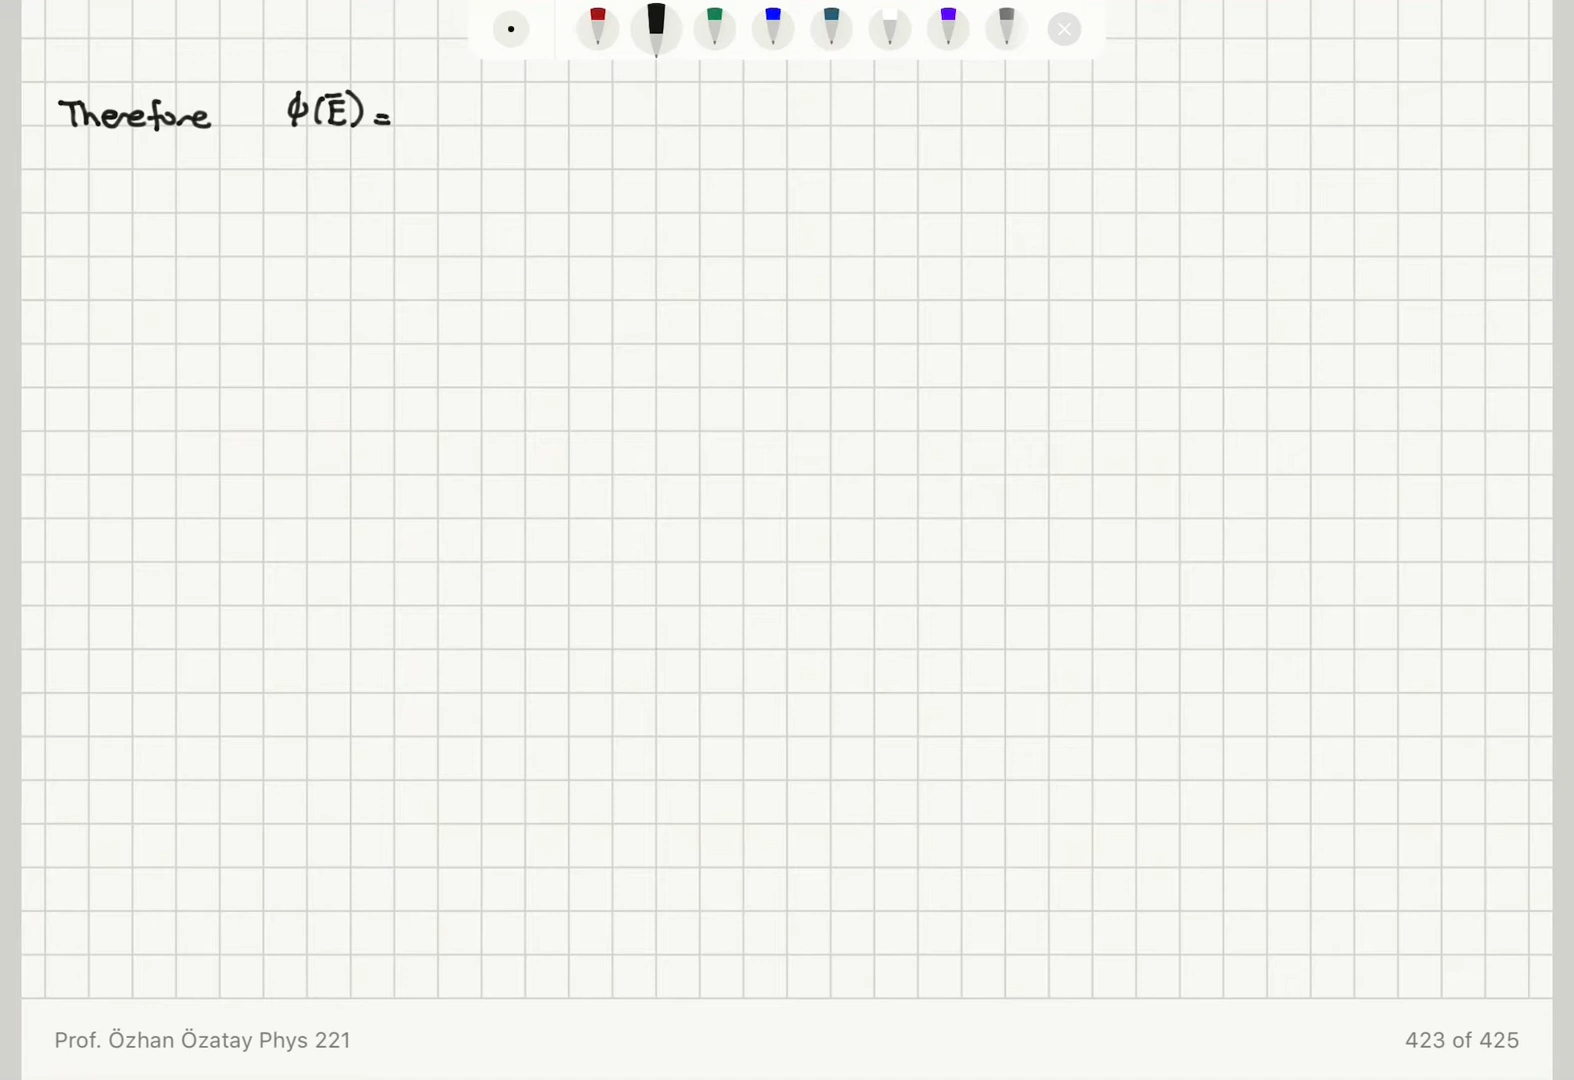 Therefore ϕ(Ē) =
Prof. Özhan Özatay Phys 221
423 of 425